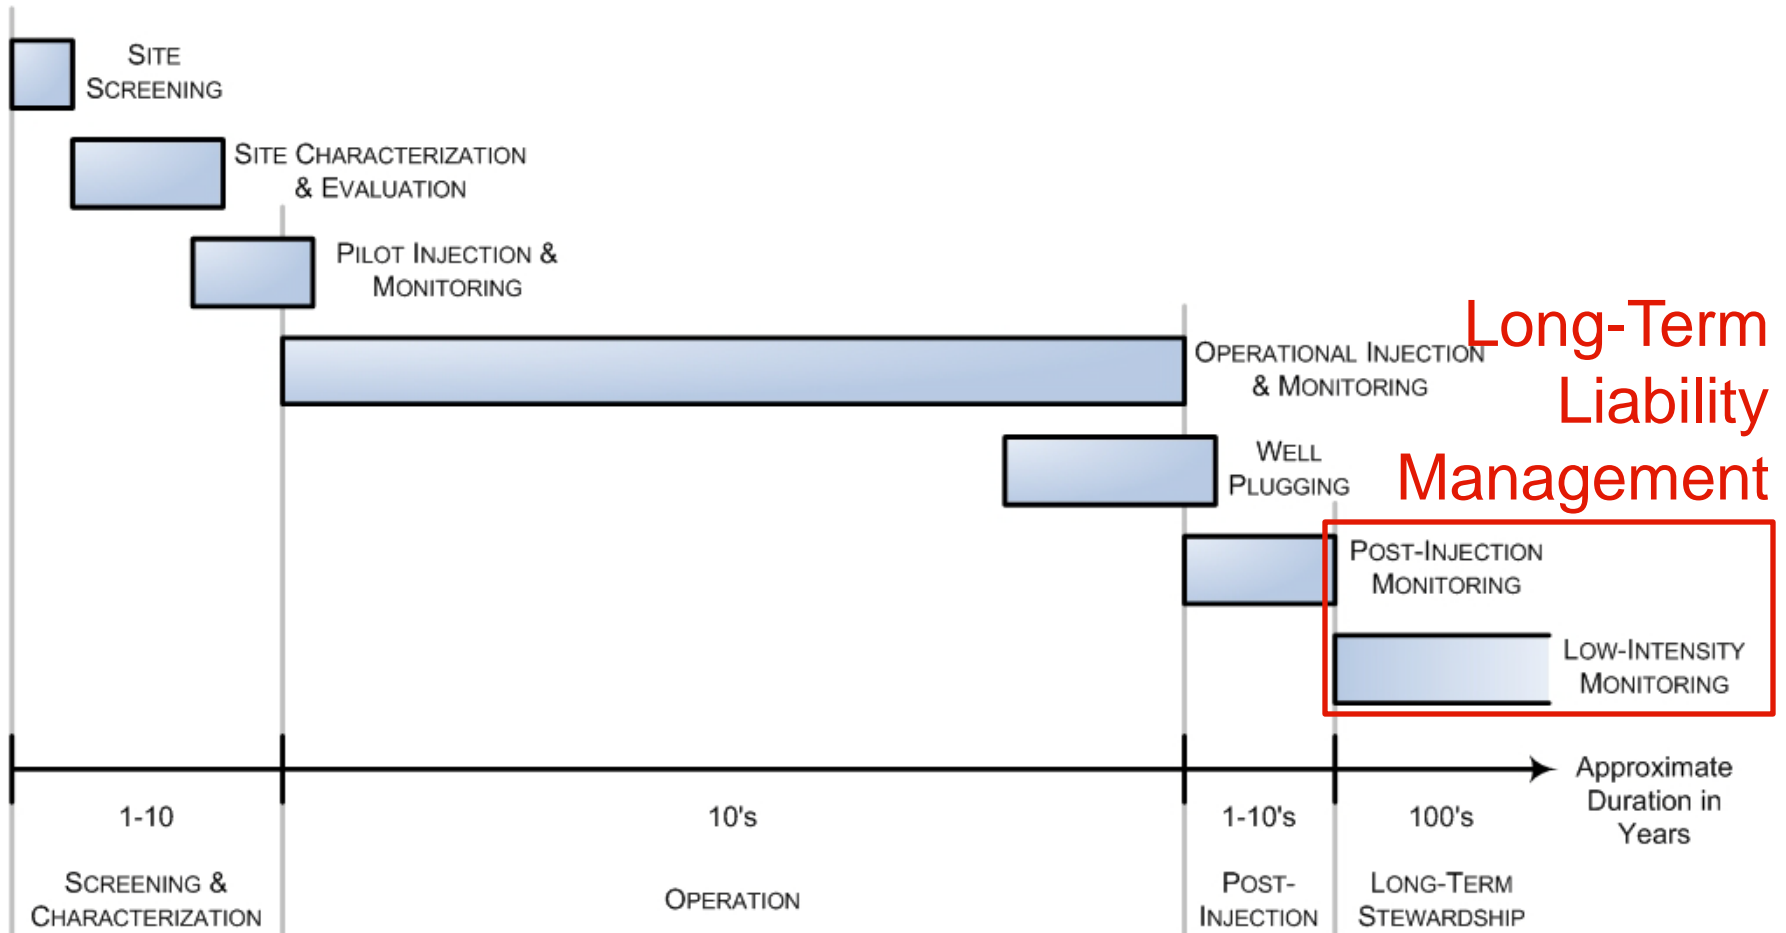 SITE
SCREENING
SITE CHARACTERIZATION
& EVALUATION
PILOT INJECTION &
MONITORING
OPERATIONAL INJECTION
& MONITORING
Long-Term
Liability
Management
WELL
PLUGGING
POST-INJECTION
MONITORING
LOW-INTENSITY
MONITORING
Approximate
Duration in
Years
1-10
10's
1-10's
100's
SCREENING &
CHARACTERIZATION
OPERATION
POST-
INJECTION
LONG-TERM
STEWARDSHIP